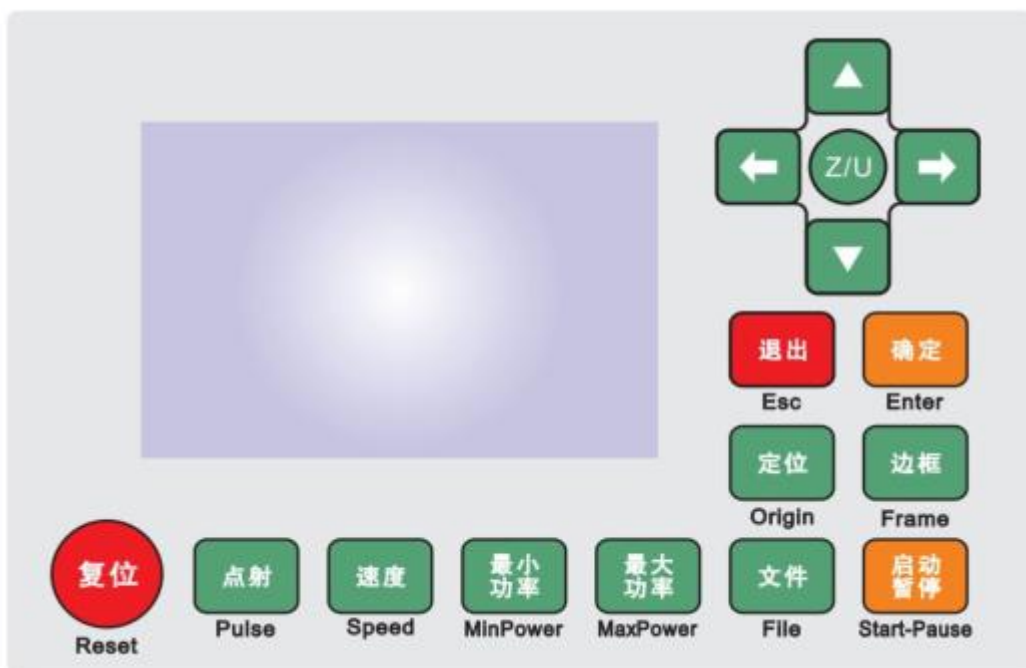 Z/U
退出
确定
Esc
Enter
定位
边框
Origin
Frame
复位
点射
速度
最小
功率
最大
功率
文件
启动
暂停
Reset
Pulse
Speed
MinPower
MaxPower
File
Start-Pause